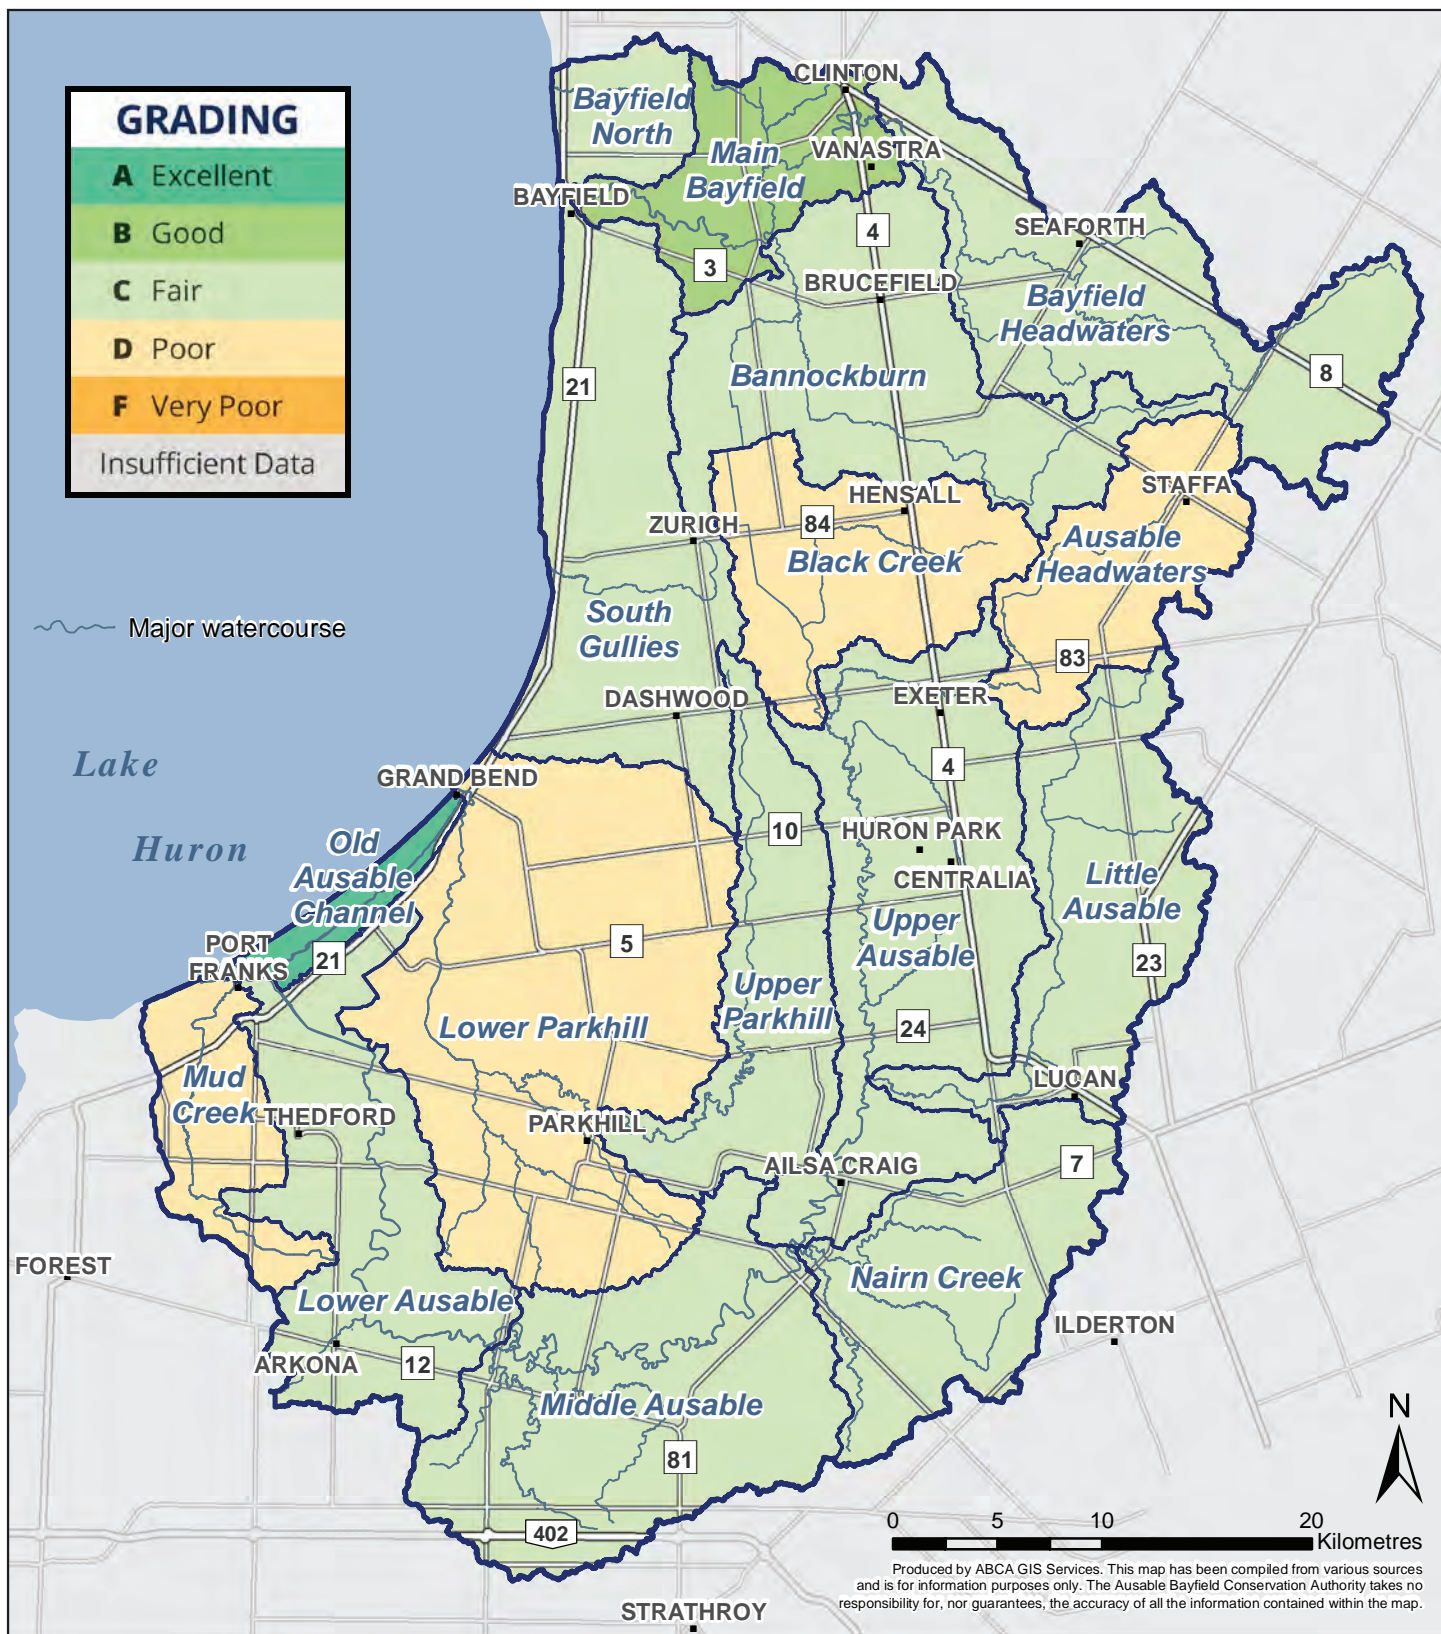 GRADING
A Excellent
B Good
C Fair
D Poor
F Very Poor
Insufficient Data
Major watercourse
Lake
Huron
CLINTON
Bayfield
North
Main
Bayfield
VANASTRA
BAYFIELD
SEAFORTH
4
3
BRUCEFIELD
Bayfield
Headwaters
21
Bannockburn
8
HENSALL
STAFFA
ZURICH
84
Black Creek
Ausable
Headwaters
South
Gullies
83
DASHWOOD
EXETER
4
GRAND BEND
10
HURON PARK
CENTRALIA
Old
Ausable
Channel
Little
Ausable
Upper
Ausable
PORT
FRANKS
21
5
23
Upper
Parkhill
Lower Parkhill
24
Mud
Creek
THEDFORD
PARKHILL
LUCAN
AILSA CRAIG
7
FOREST
Nairn Creek
Lower Ausable
ILDERTON
ARKONA
12
Middle Ausable
81
N
402
0 5 10 20
Kilometres
Produced by ABCA GIS Services. This map has been compiled from various sources
and is for information purposes only. The Ausable Bayfield Conservation Authority takes no
responsibility for, nor guarantees, the accuracy of all the information contained within the map.
STRATHROY